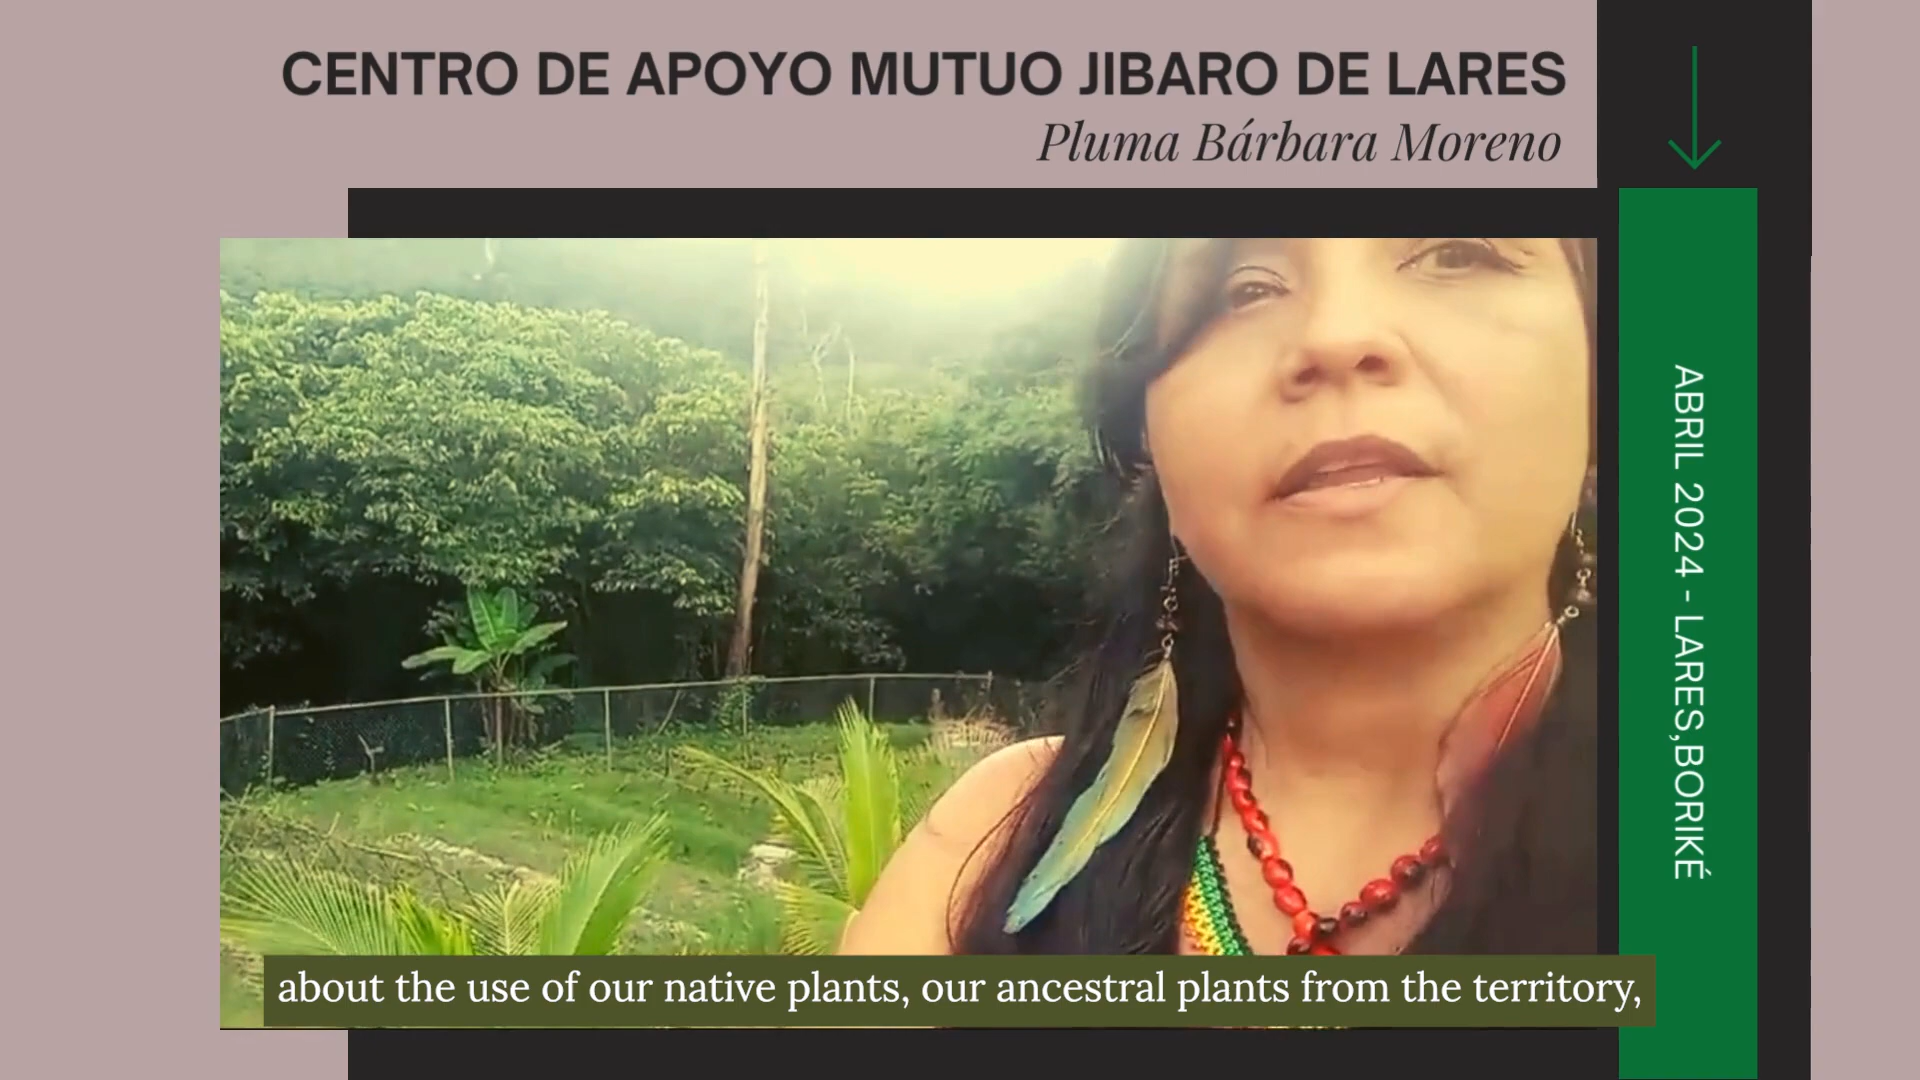 CENTRO DE APOYO MUTUO JIBARO DE LARES
Pluma Bárbara Moreno
ABRIL 2024 - LARES,BORIKÉ
about the use of our native plants, our ancestral plants from the territory,